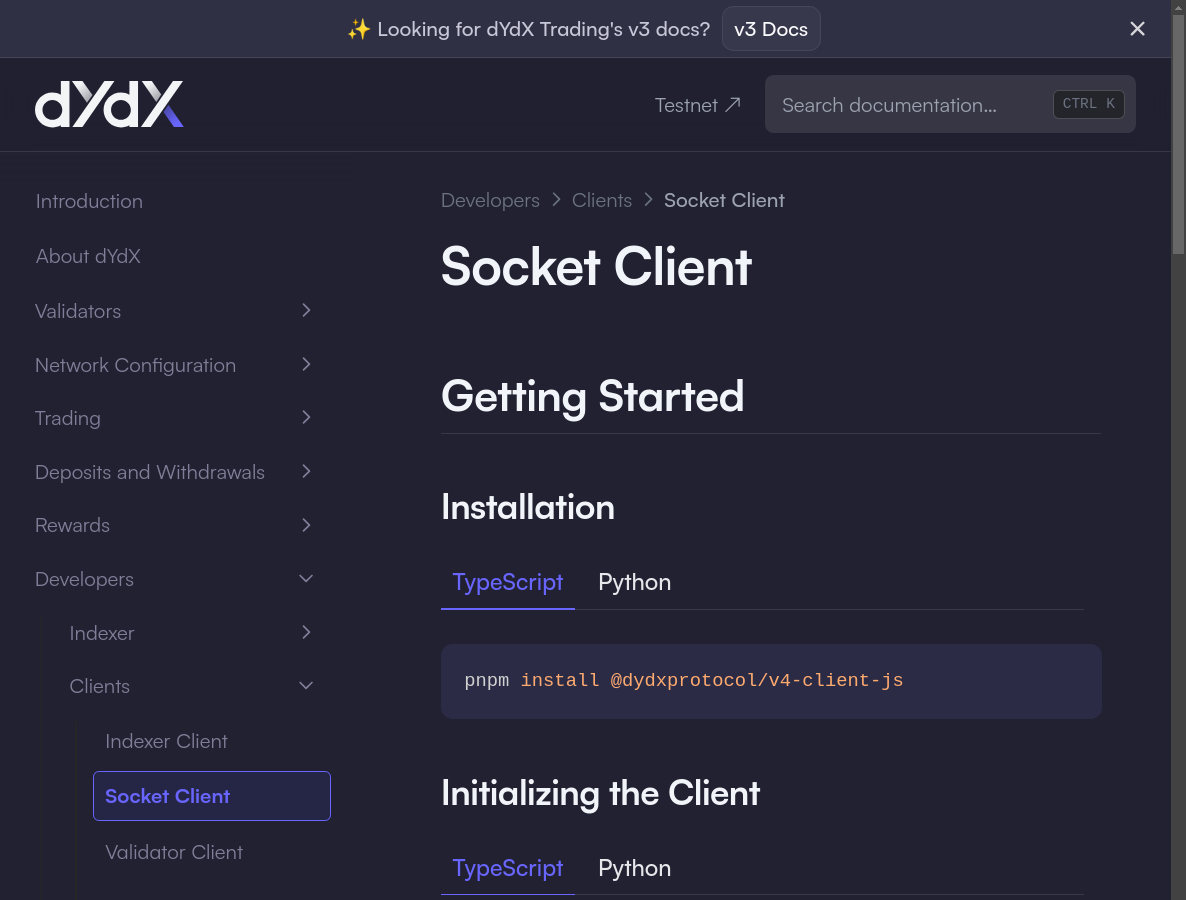 ✨ Looking for dYdX Trading's v3 docs? v3 Docs
dYdX
Testnet
Search documentation…
CTRL K
Introduction
About dYdX
Validators
Network Configuration
Trading
Deposits and Withdrawals
Rewards
Developers
Indexer
Clients
Indexer Client
Socket Client
Validator Client
Developers > Clients > Socket Client
Socket Client
Getting Started
Installation
TypeScript Python
pnpm install @dydxprotocol/v4-client-js
Initializing the Client
TypeScript Python